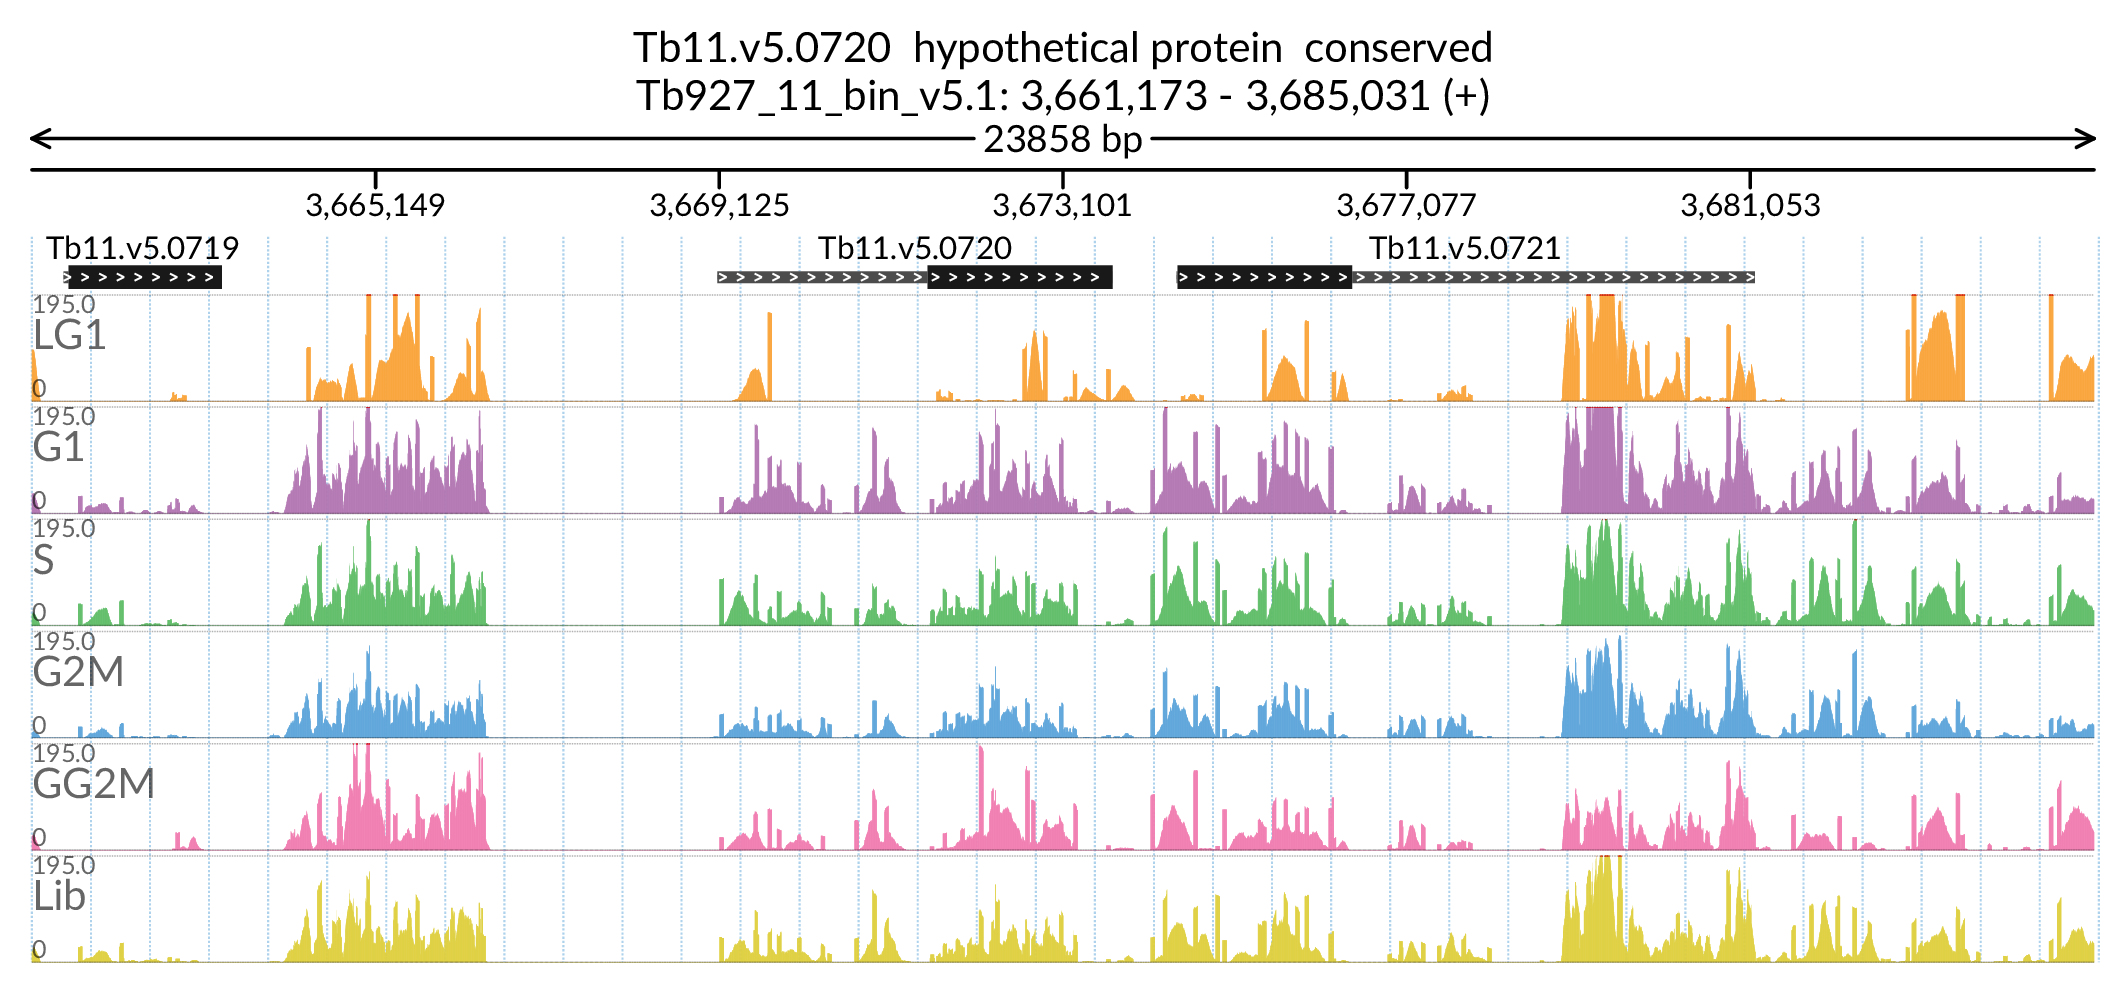 Tb11.v5.0720 hypothetical protein conserved
Tb927_11_bin_v5.1: 3,661,173 - 3,685,031 (+)
23858 bp
3,665,149 3,669,125 3,673,101 3,677,077 3,681,053
Tb11.v5.0719 Tb11.v5.0720 Tb11.v5.0721
195.0
LG1
0
195.0
G1
0
195.0
S
0
195.0
G2M
0
195.0
GG2M
0
195.0
Lib
0